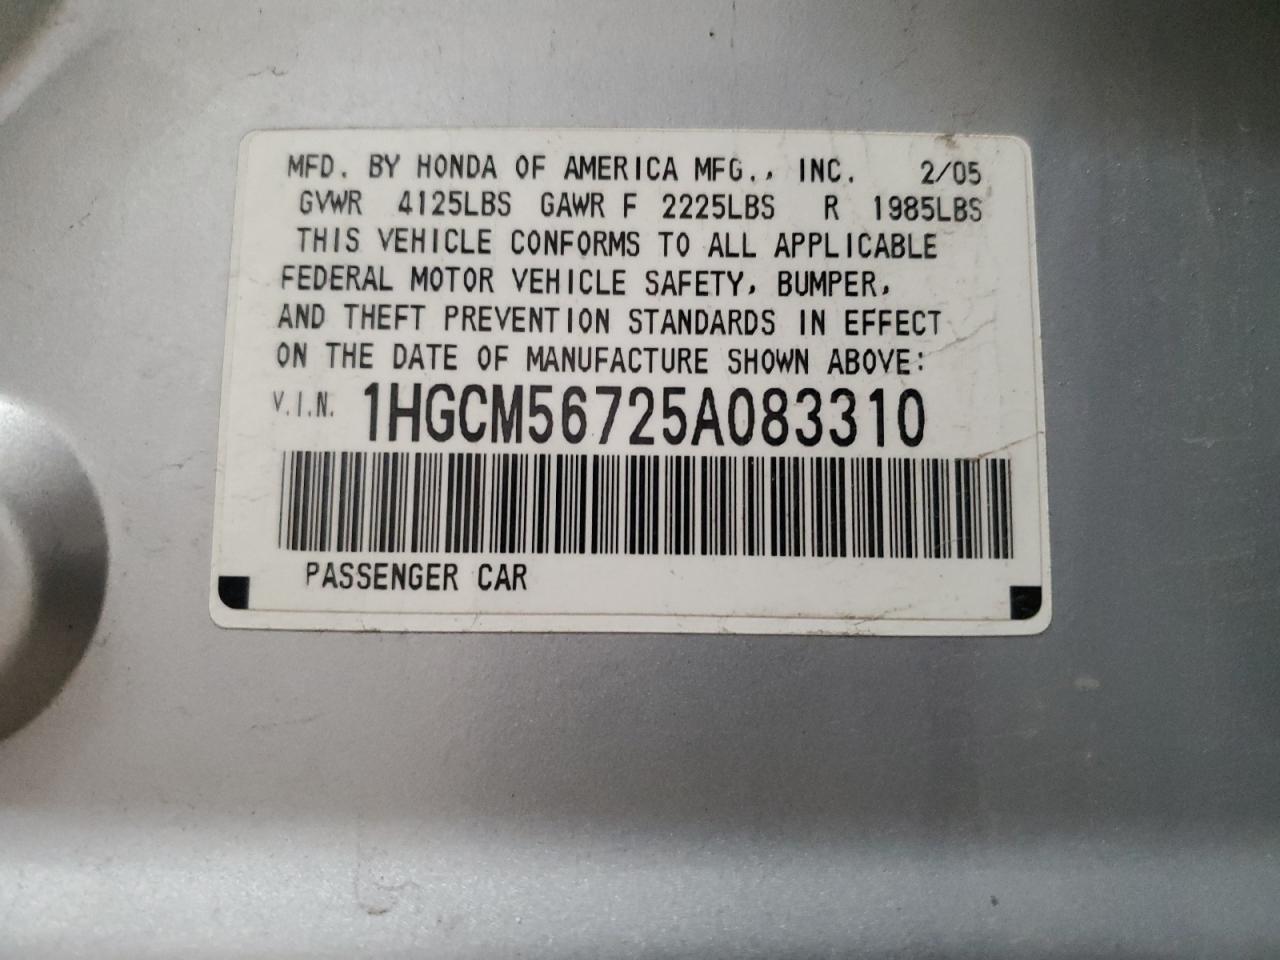 MFD. BY HONDA OF AMERICA MFG., INC. 2/05
GVWR 4125LBS GAWR F 2225LBS R 1985LBS
THIS VEHICLE CONFORMS TO ALL APPLICABLE
FEDERAL MOTOR VEHICLE SAFETY, BUMPER,
AND THEFT PREVENTION STANDARDS IN EFFECT
ON THE DATE OF MANUFACTURE SHOWN ABOVE:
V.I.N. 1HGCM56725A083310
PASSENGER CAR